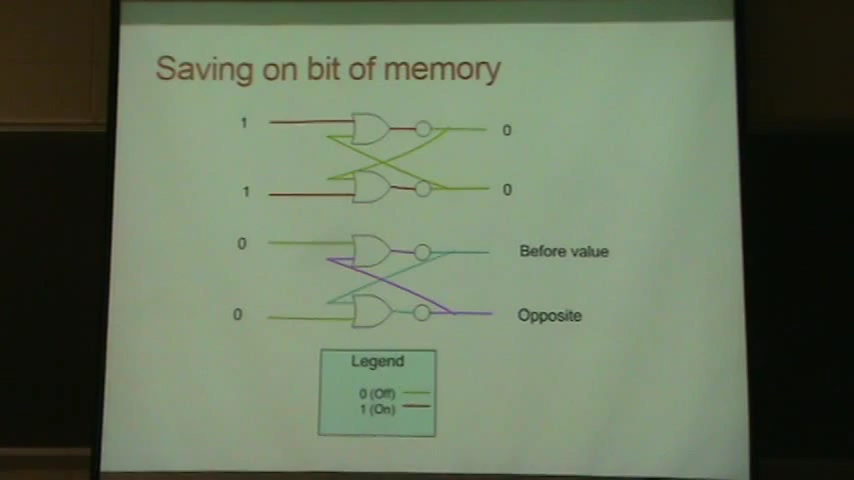 Saving on bit of memory
1
0
1
0
0
Before value
0
Opposite
Legend
0 (Off)
1 (On)